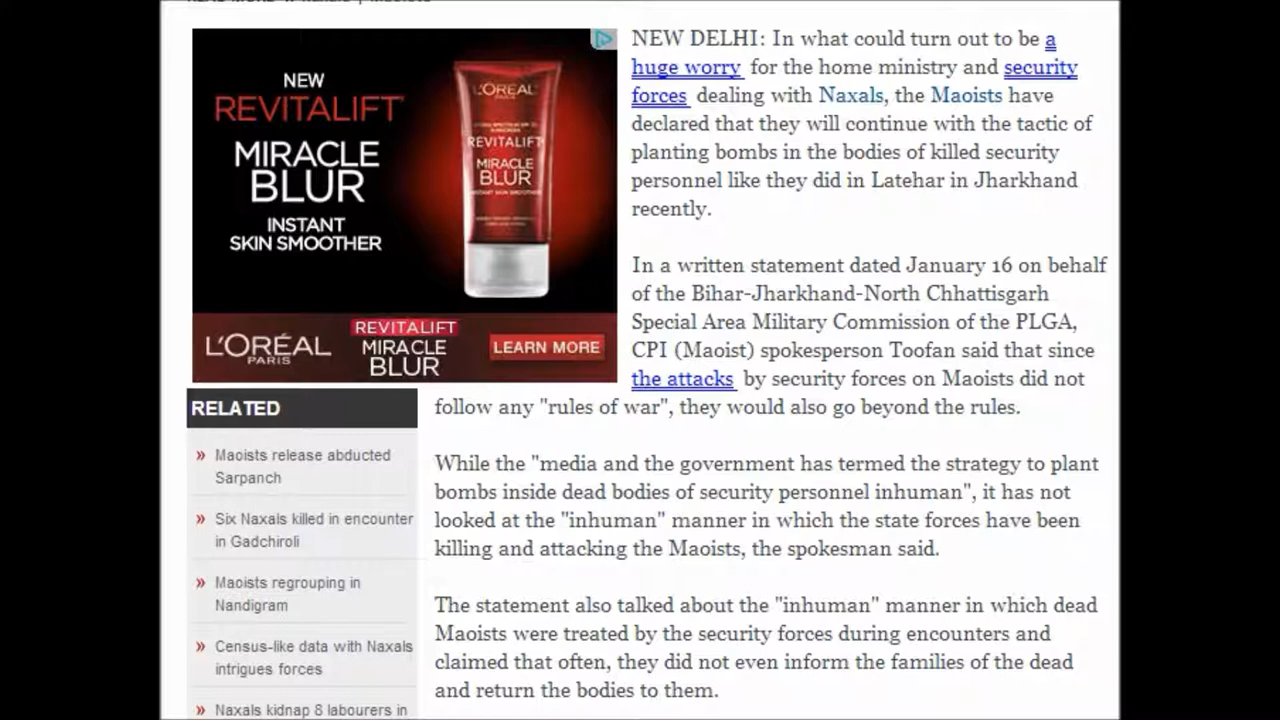 NEW
REVITALIFT
MIRACLE
BLUR
INSTANT
SKIN SMOOTHER
L'ORÉAL
PARIS
REVITALIFT
MIRACLE
BLUR
INSTANT SKIN SMOOTHER
L'ORÉAL
PARIS
REVITALIFT
MIRACLE
BLUR
LEARN MORE
NEW DELHI: In what could turn out to be a
huge worry for the home ministry and security
forces dealing with Naxals, the Maoists have
declared that they will continue with the tactic of
planting bombs in the bodies of killed security
personnel like they did in Latehar in Jharkhand
recently.
In a written statement dated January 16 on behalf
of the Bihar-Jharkhand-North Chhattisgarh
Special Area Military Commission of the PLGA,
CPI (Maoist) spokesperson Toofan said that since
the attacks by security forces on Maoists did not
follow any "rules of war", they would also go beyond the rules.
While the "media and the government has termed the strategy to plant
bombs inside dead bodies of security personnel inhuman", it has not
looked at the "inhuman" manner in which the state forces have been
killing and attacking the Maoists, the spokesman said.
The statement also talked about the "inhuman" manner in which dead
Maoists were treated by the security forces during encounters and
claimed that often, they did not even inform the families of the dead
and return the bodies to them.
RELATED
» Maoists release abducted
Sarpanch
» Six Naxals killed in encounter
in Gadchiroli
» Maoists regrouping in
Nandigram
» Census-like data with Naxals
intrigues forces
» Naxals kidnap 8 labourers in